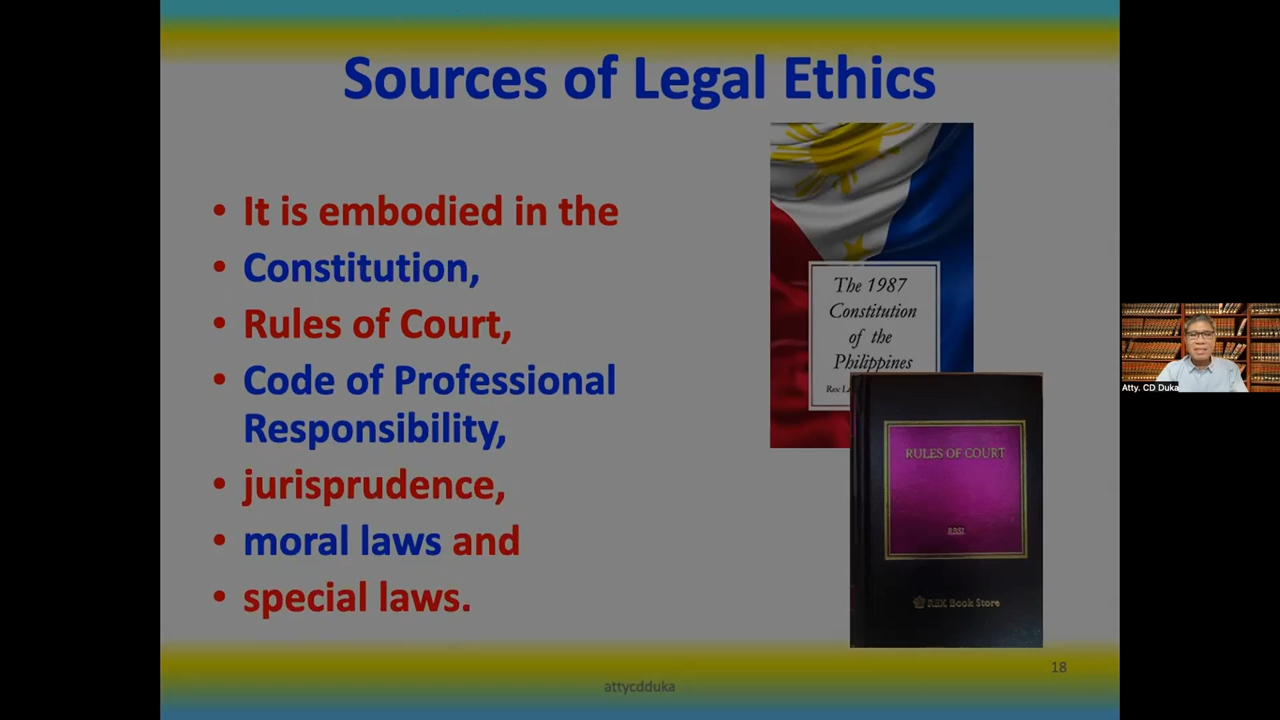 Sources of Legal Ethics
• It is embodied in the
• Constitution,
• Rules of Court,
• Code of Professional
Responsibility,
• jurisprudence,
• moral laws and
• special laws.
The 1987
Constitution
of the
Philippines
Rex
RULES OF COURT
RBSI
REX Book Store
18
attycdduka
Atty. CD Duka